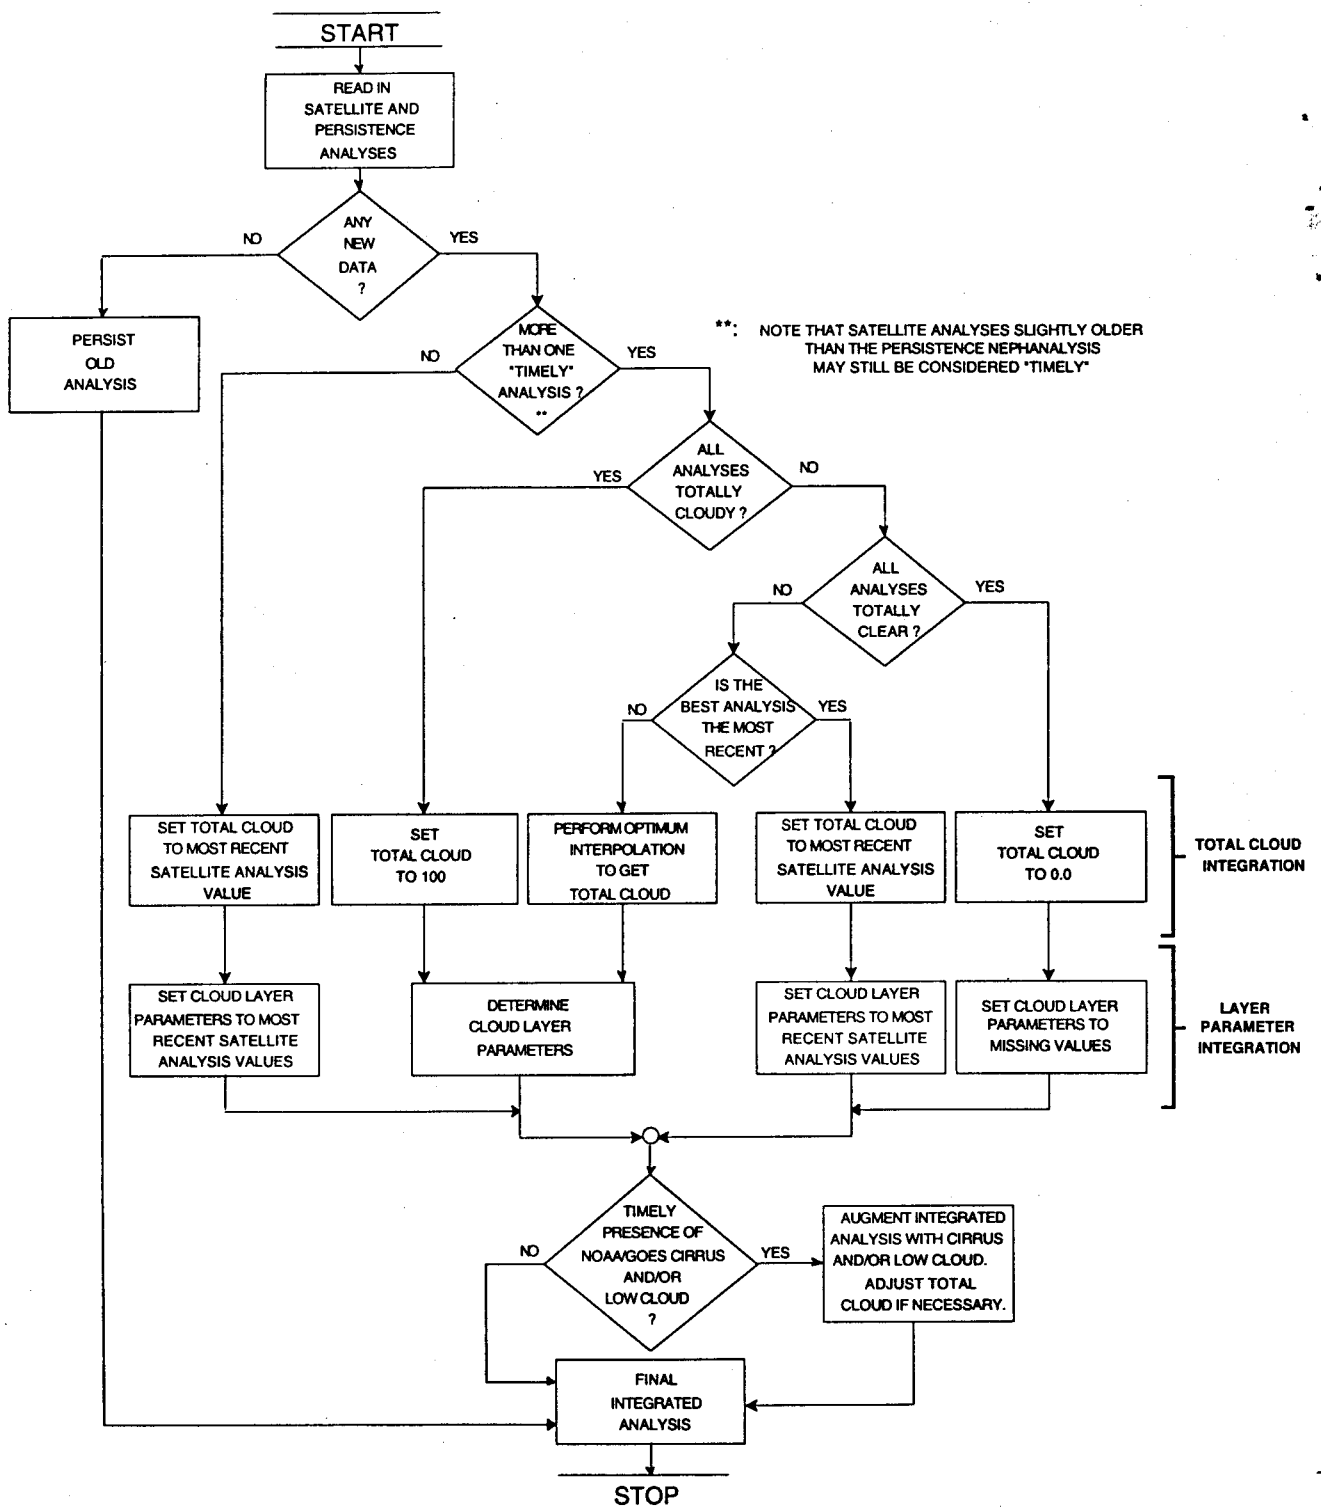 START
READ IN
SATELLITE AND
PERSISTENCE
ANALYSES
ANY
NEW
DATA
?
NO
YES
PERSIST
OLD
ANALYSIS
MORE
THAN ONE
"TIMELY"
ANALYSIS ?
**
NO
YES
**: NOTE THAT SATELLITE ANALYSES SLIGHTLY OLDER
THAN THE PERSISTENCE NEPHANALYSIS
MAY STILL BE CONSIDERED "TIMELY"
ALL
ANALYSES
TOTALLY
CLOUDY ?
YES
NO
ALL
ANALYSES
TOTALLY
CLEAR ?
NO
YES
IS THE
BEST ANALYSIS
THE MOST
RECENT ?
NO
YES
SET TOTAL CLOUD
TO MOST RECENT
SATELLITE ANALYSIS
VALUE
SET
TOTAL CLOUD
TO 100
PERFORM OPTIMUM
INTERPOLATION
TO GET
TOTAL CLOUD
SET TOTAL CLOUD
TO MOST RECENT
SATELLITE ANALYSIS
VALUE
SET
TOTAL CLOUD
TO 0.0
TOTAL CLOUD
INTEGRATION
SET CLOUD LAYER
PARAMETERS TO MOST
RECENT SATELLITE
ANALYSIS VALUES
DETERMINE
CLOUD LAYER
PARAMETERS
SET CLOUD LAYER
PARAMETERS TO MOST
RECENT SATELLITE
ANALYSIS VALUES
SET CLOUD LAYER
PARAMETERS TO
MISSING VALUES
LAYER
PARAMETER
INTEGRATION
TIMELY
PRESENCE OF
NOAA/GOES CIRRUS
AND/OR
LOW CLOUD
?
NO
YES
AUGMENT INTEGRATED
ANALYSIS WITH CIRRUS
AND/OR LOW CLOUD.
ADJUST TOTAL
CLOUD IF NECESSARY.
FINAL
INTEGRATED
ANALYSIS
STOP